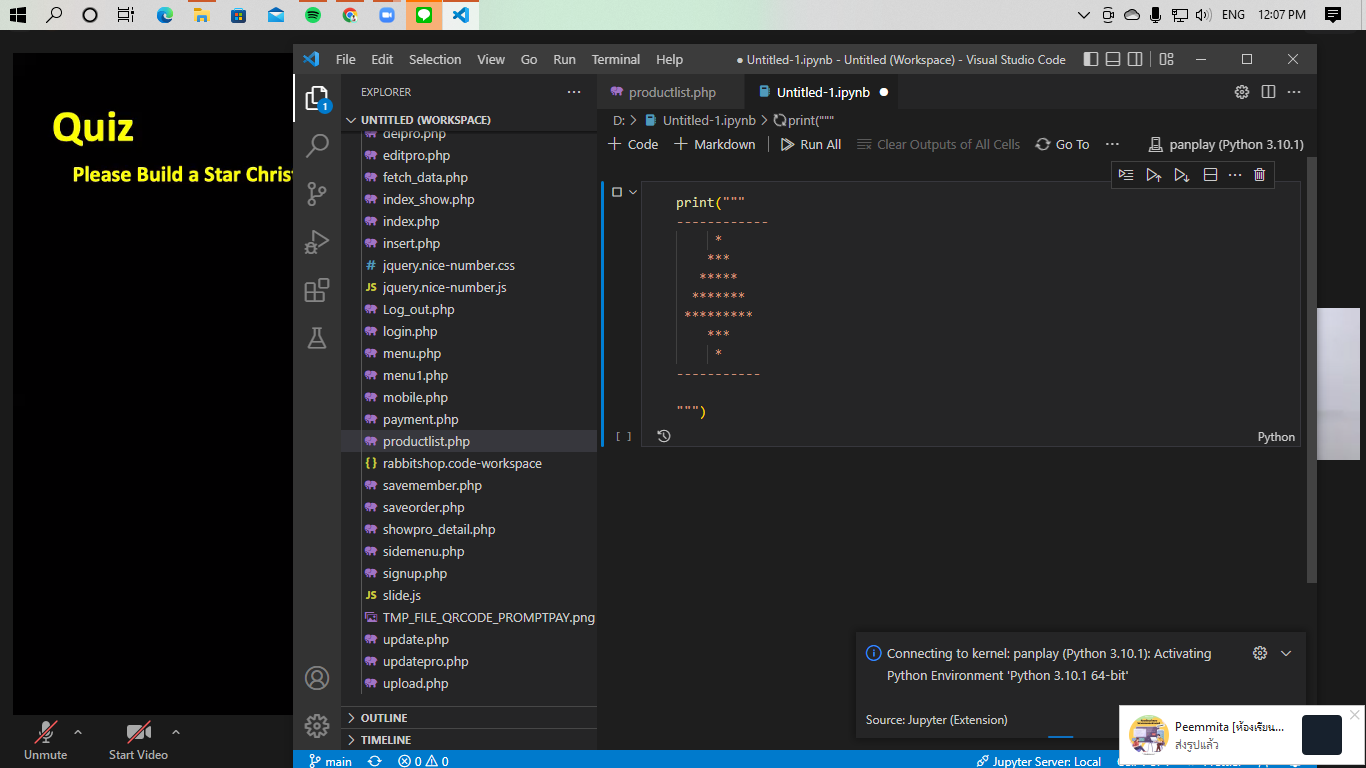 ENG 12:07 PM
Quiz
Please Build a Star Christ
File Edit Selection View Go Run Terminal Help
● Untitled-1.ipynb - Untitled (Workspace) - Visual Studio Code
EXPLORER
UNTITLED (WORKSPACE)
delpro.php
editpro.php
fetch_data.php
index_show.php
index.php
insert.php
# jquery.nice-number.css
JS jquery.nice-number.js
Log_out.php
login.php
menu.php
menu1.php
mobile.php
payment.php
productlist.php
{} rabbitshop.code-workspace
savemember.php
saveorder.php
showpro_detail.php
sidemenu.php
signup.php
JS slide.js
TMP_FILE_QRCODE_PROMPTPAY.png
update.php
updatepro.php
upload.php
OUTLINE
TIMELINE
1
productlist.php
Untitled-1.ipynb
D: > Untitled-1.ipynb > print("""
+ Code + Markdown Run All Clear Outputs of All Cells Go To ··· panplay (Python 3.10.1)
print("""
------------
*
***
*****
*******
*********
***
*
-----------
""")
[ ]
Python
Connecting to kernel: panplay (Python 3.10.1): Activating
Python Environment 'Python 3.10.1 64-bit'
Source: Jupyter (Extension)
Peemmita [ห้องเรียน...
ส่งรูปแล้ว
Unmute
Start Video
main 0 0
Jupyter Server: Local